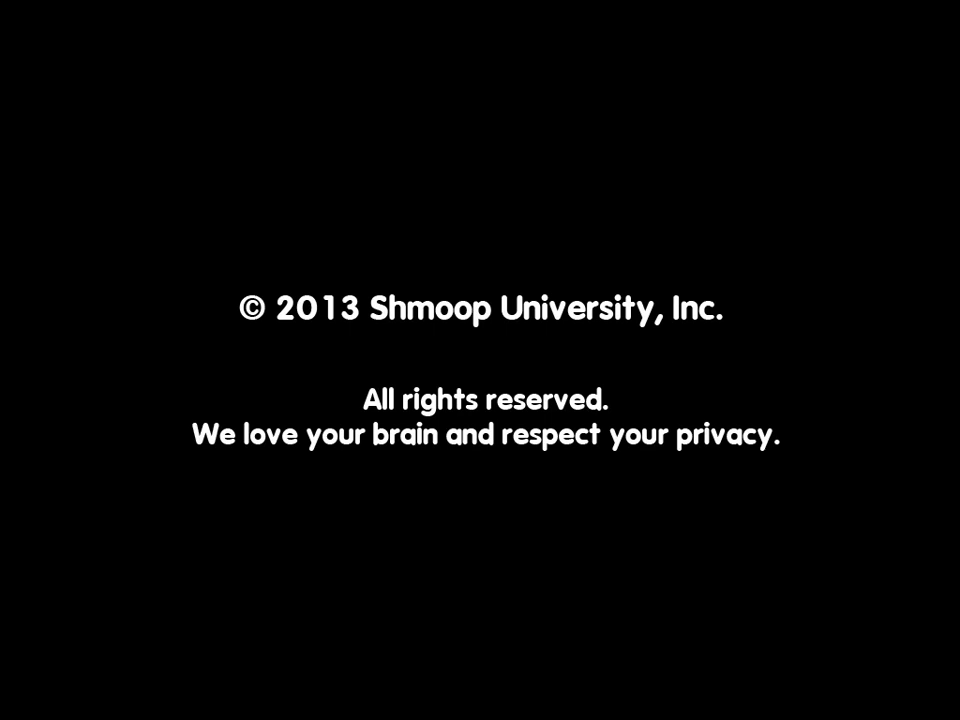 © 2013 Shmoop University, Inc.
All rights reserved.
We love your brain and respect your privacy.